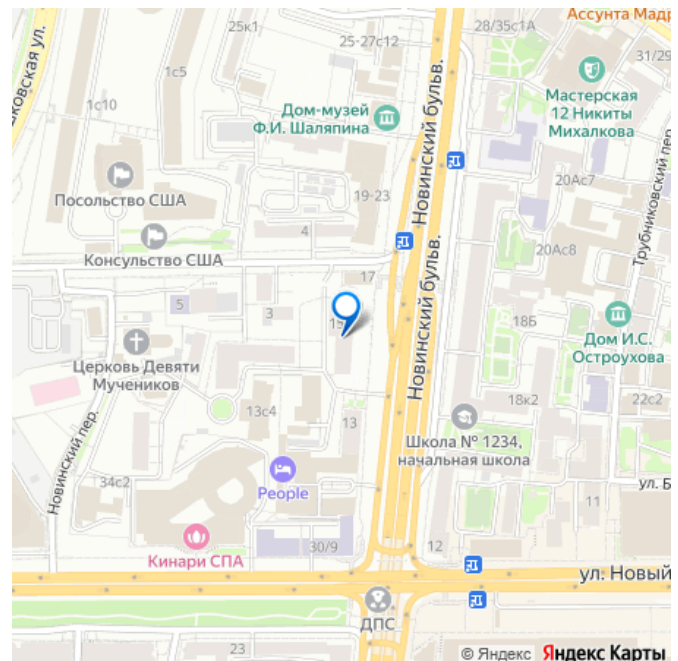 25к1
28/35с1А
Ассунта Мадр
25-27с12
31/29
1с5
Мастерская
12 Никиты
Михалкова
1с10
Дом-музей
Ф.И. Шаляпина
Новинский бульв.
Посольство США
19-23
20Ас7
Трубниковский пер.
4
20Ас8
Консульство США
17
5
3
Новинский бульв.
18Б
Дом И.С.
Остроухова
Церковь Девяти
Мучеников
18к2
22с2
13с4
13
Школа № 1234,
начальная школа
Новинский пер.
34с2
People
ул. Б
11
Кинари СПА
30/9
12
ул. Новый
ДПС
23
© Яндекс Яндекс Карты